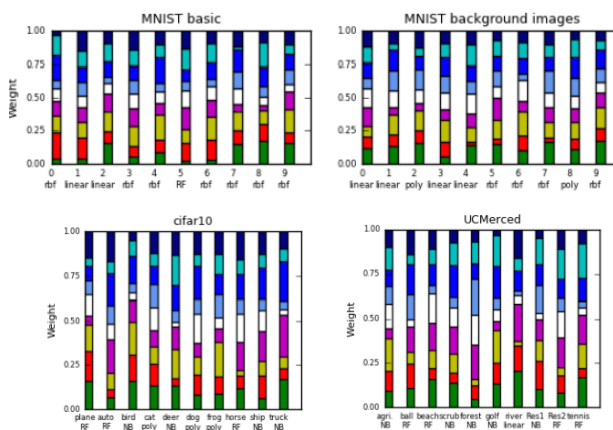 MNIST basic
1.00
0.75
0.50
0.25
0.00
Weight
0 1 2 3 4 5 6 7 8 9
rbf linear linear rbf rbf RF rbf rbf rbf rbf
MNIST background images
1.00
0.75
0.50
0.25
0.00
Weight
0 1 2 3 4 5 6 7 8 9
linear linear poly linear linear rbf rbf rbf poly rbf
cifar10
1.00
0.75
0.50
0.25
0.00
Weight
plane auto bird cat deer dog frog horse ship truck
RF RF NB poly NB poly poly RF NB NB
UCMerced
1.00
0.75
0.50
0.25
0.00
Weight
agri. ball beach scrub forest golf river Res1 Res2 tennis
NB RF RF NB NB NB linear NB RF RF